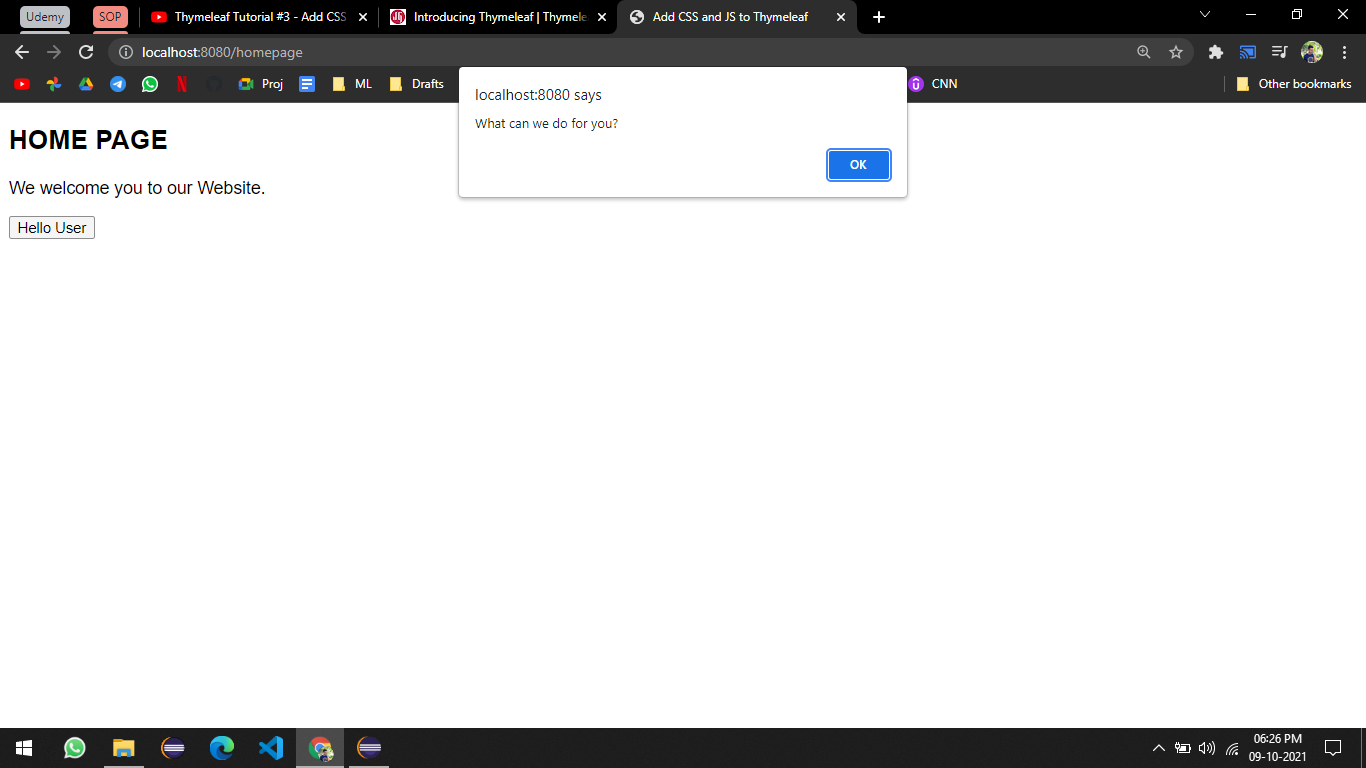 Udemy
SOP
Thymeleaf Tutorial #3 - Add CSS
Introducing Thymeleaf | Thymele
Add CSS and JS to Thymeleaf
localhost:8080/homepage
Proj
ML
Drafts
CNN
Other bookmarks
localhost:8080 says
What can we do for you?
OK
HOME PAGE
We welcome you to our Website.
Hello User
06:26 PM
09-10-2021